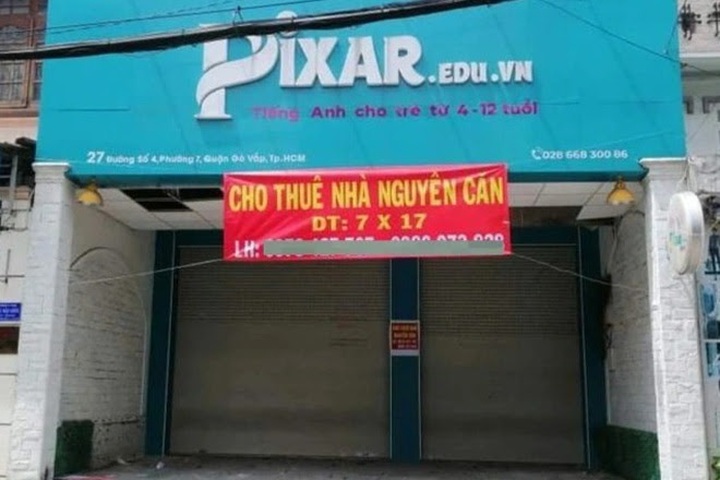 PiXAR.EDU.VN
Tiếng Anh cho trẻ từ 4-12 tuổi
27 Đường Số 4, Phường 7, Quận Gò Vấp, Tp.HCM
028 668 300 86
CHO THUÊ NHÀ NGUYÊN CĂN
DT: 7 X 17
LH: